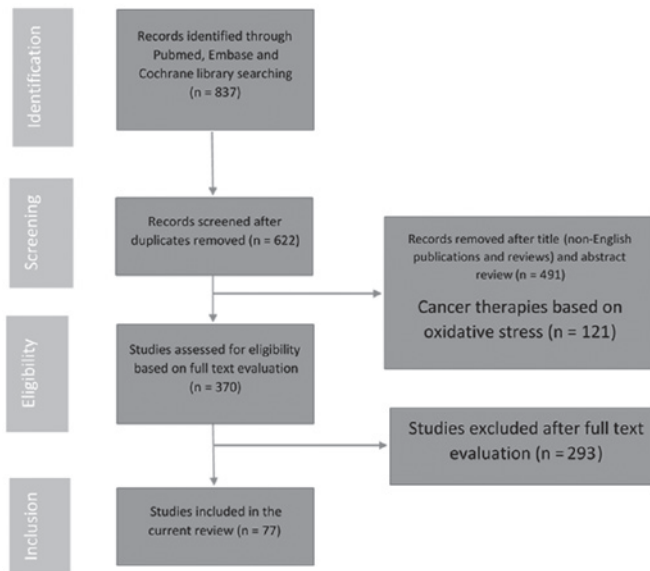 Identification
Records identified through
Pubmed, Embase and
Cochrane library searching
(n = 837)
Screening
Records screened after
duplicates removed (n = 622)
Records removed after title (non-English
publications and reviews) and abstract
review (n = 491)
Cancer therapies based on
oxidative stress (n = 121)
Eligibility
Studies assessed for eligibility
based on full text evaluation
(n = 370)
Studies excluded after full text
evaluation (n = 293)
Inclusion
Studies included in the
current review (n = 77)